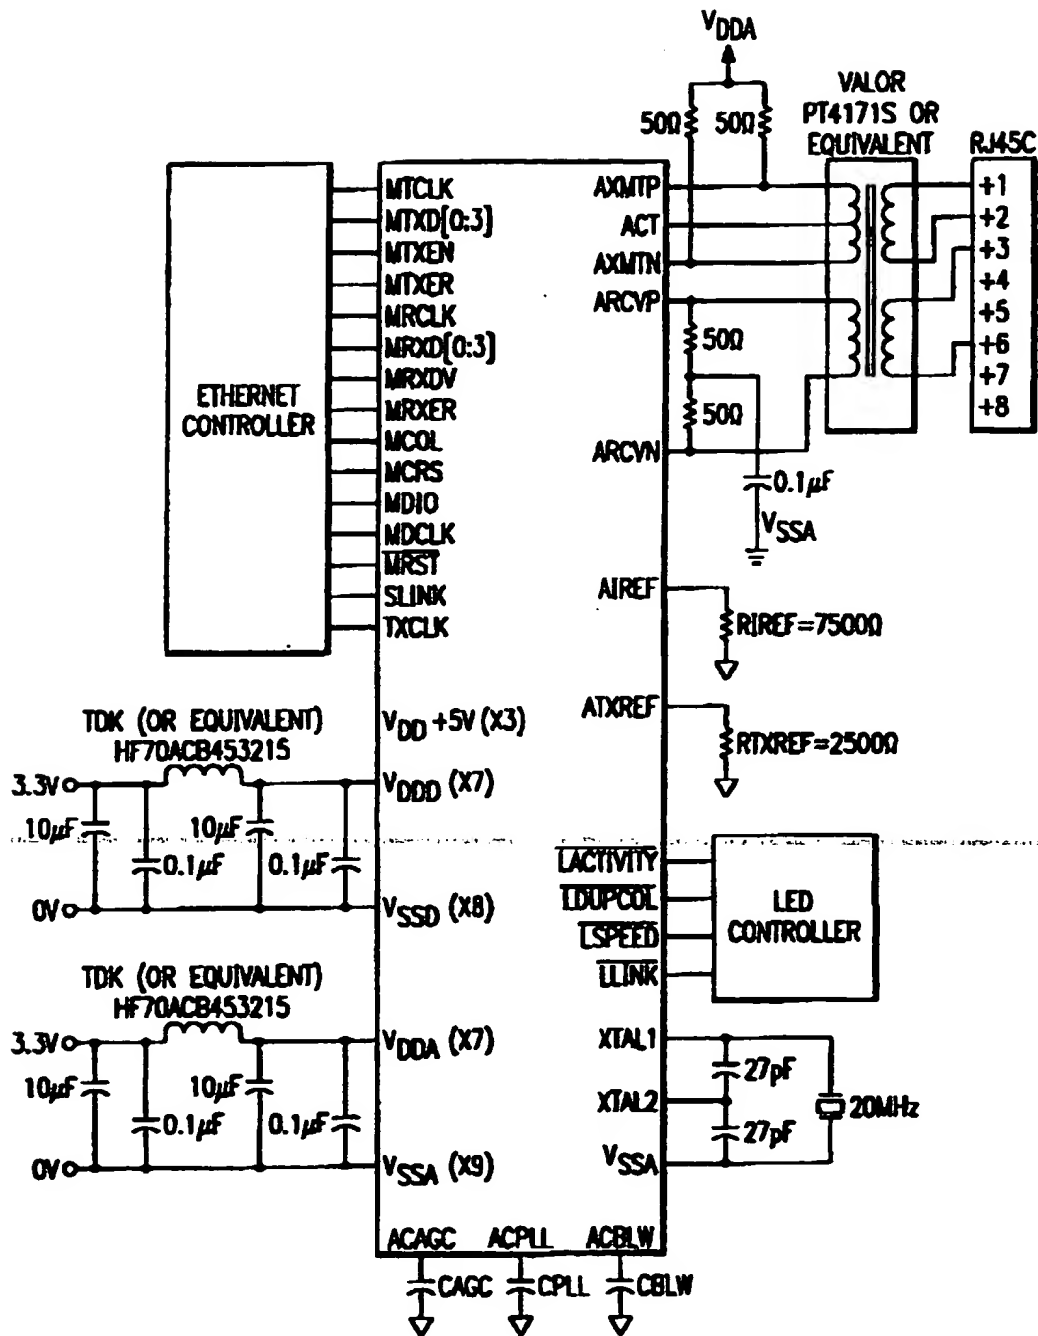 VDDA
VALOR
PT4171S OR
EQUIVALENT
50Ω
50Ω
RJ45C
ETHERNET
CONTROLLER
MTCLK
MTXD[0:3]
MTXEN
MTXER
MRCLK
MRXD[0:3]
MRXDV
MRXER
MCOL
MCRS
MDIO
MDCLK
MRST
SLINK
TXCLK
AXMTP
ACT
AXMTN
ARCVP
ARCVN
50Ω
50Ω
0.1μF
VSSA
+1
+2
+3
+4
+5
+6
+7
+8
AIREF
RIREF=7500Ω
ATXREF
RTXREF=2500Ω
TDK (OR EQUIVALENT)
HF70ACB453215
VDD +5V (X3)
3.3V
VDDD (X7)
10μF
0.1μF
10μF
0.1μF
0V
VSSD (X8)
LACTIVITY
LDUPCOL
LSPEED
LLINK
LED
CONTROLLER
TDK (OR EQUIVALENT)
HF70ACB453215
3.3V
VDDA (X7)
10μF
0.1μF
10μF
0.1μF
0V
VSSA (X9)
XTAL1
27pF
XTAL2
20MHz
27pF
VSSA
ACAGC
ACPLL
ACBLW
CAGC
CPLL
CBLW